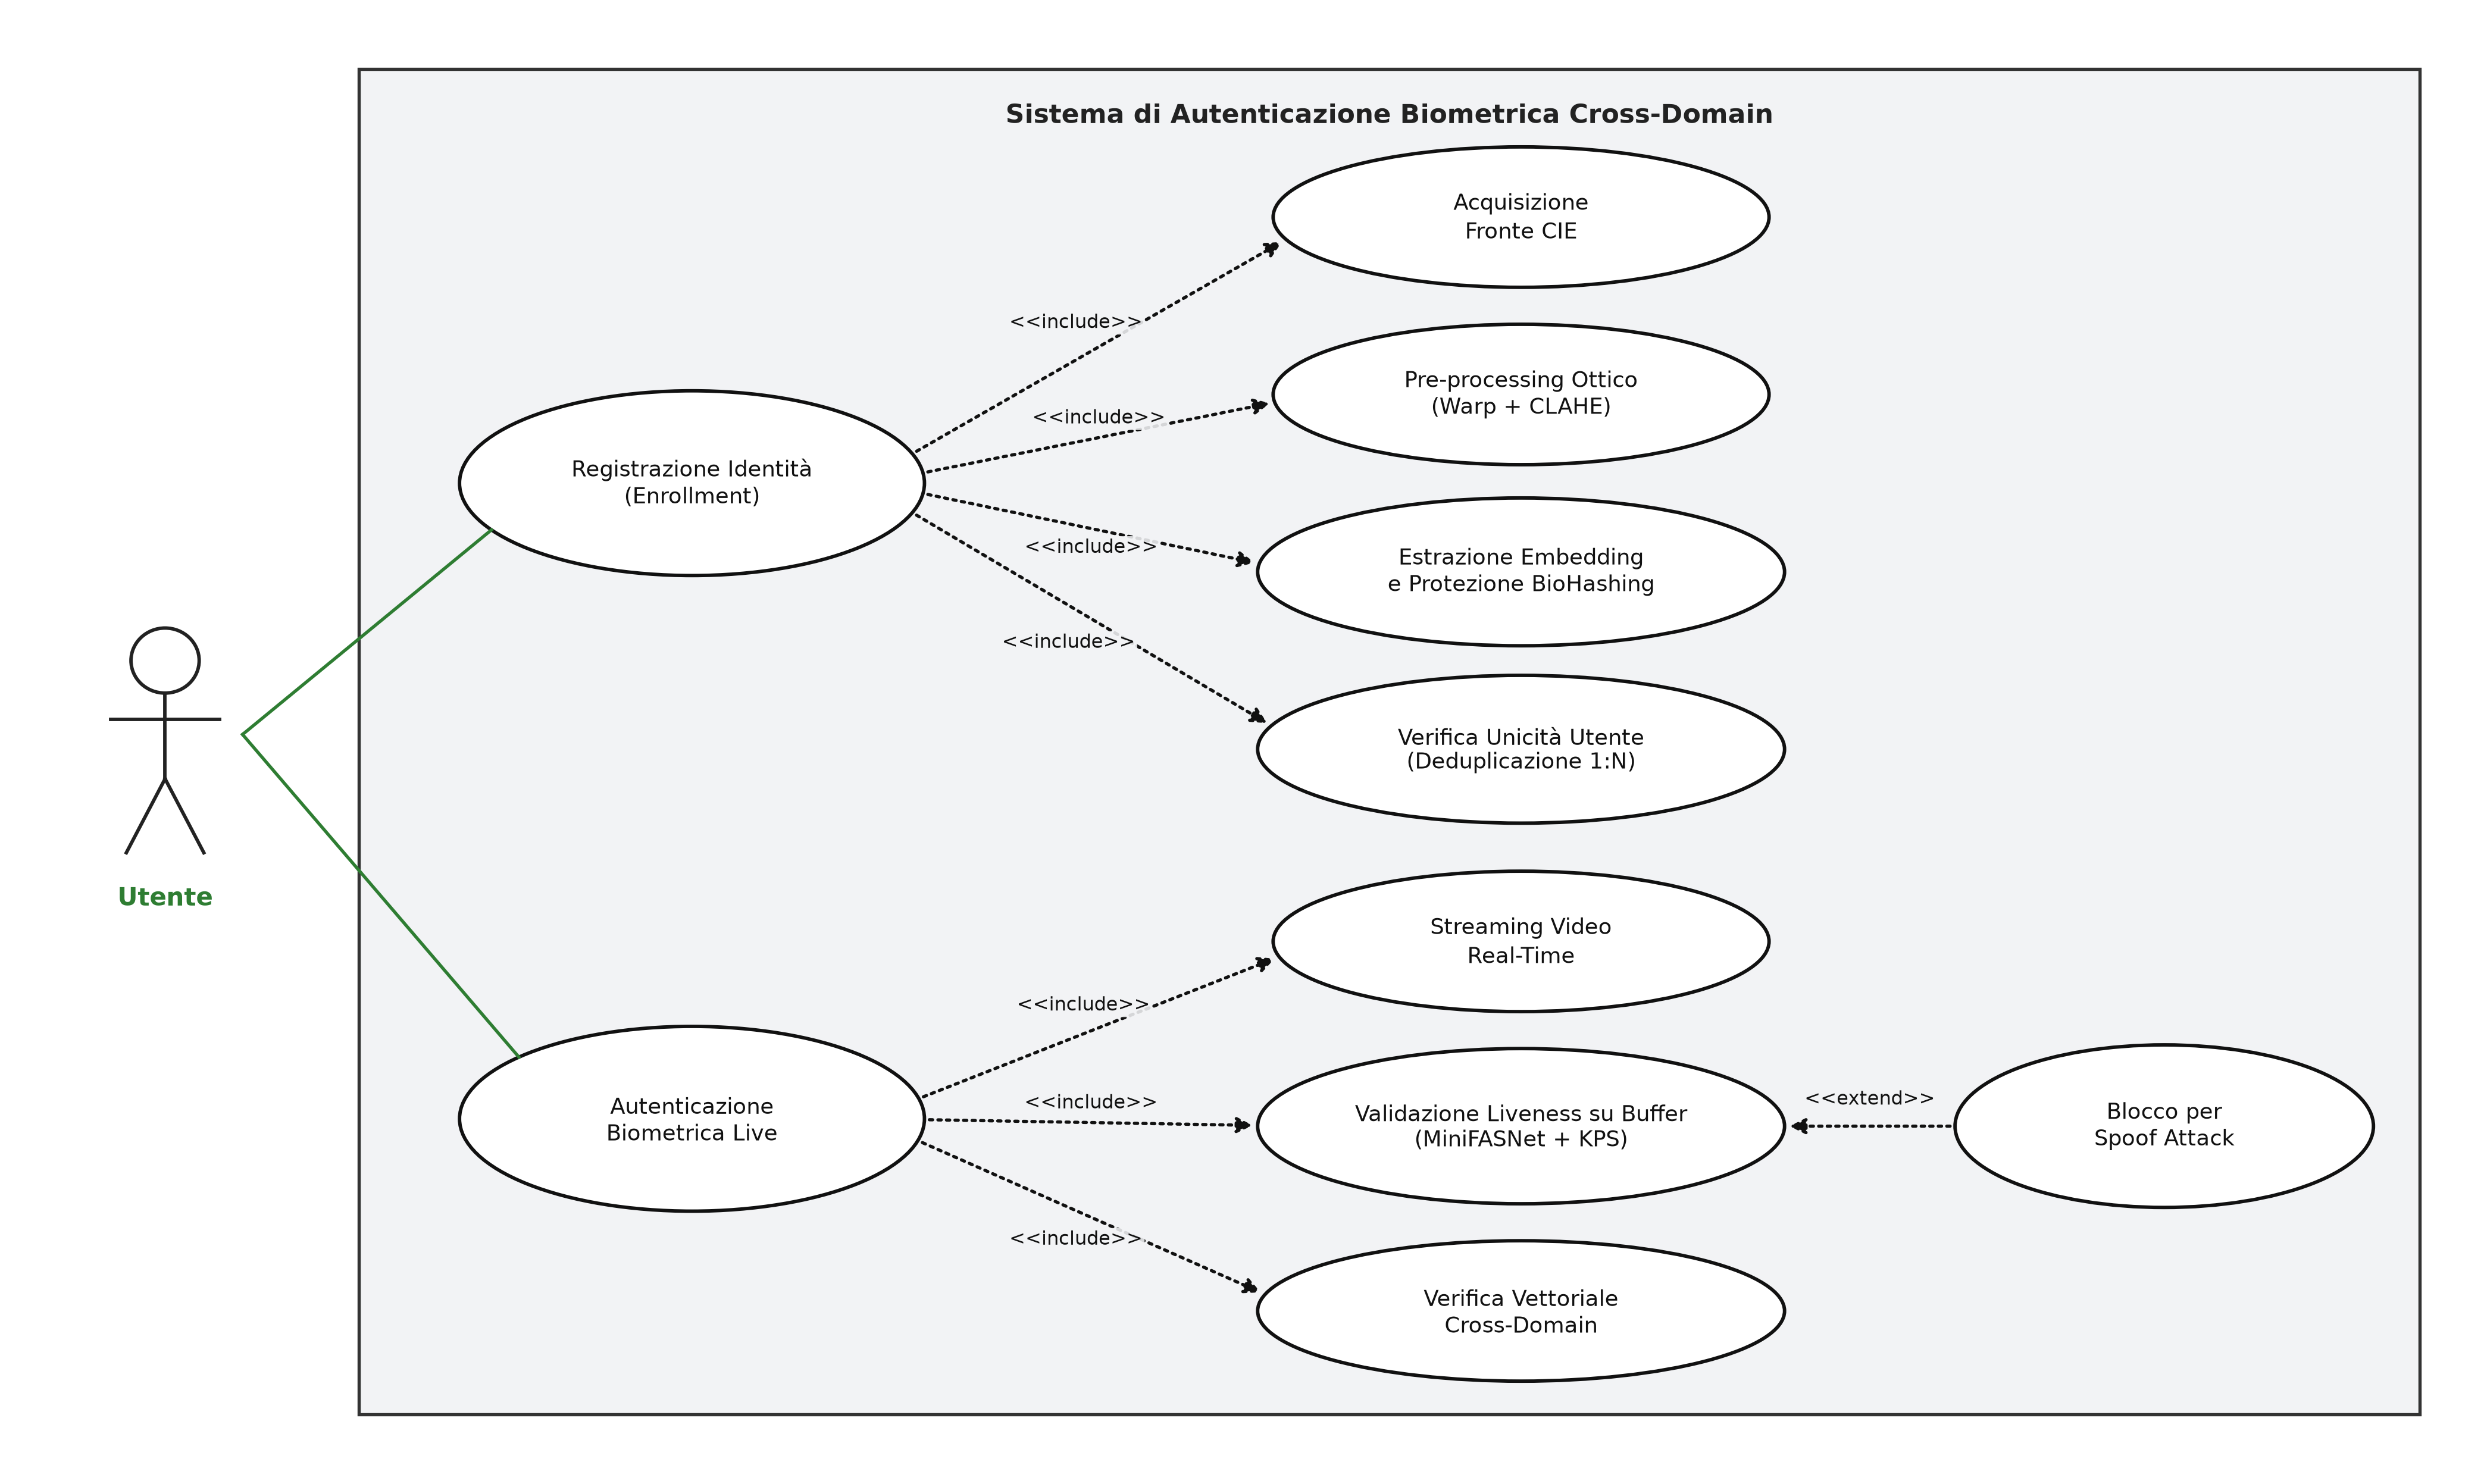 Sistema di Autenticazione Biometrica Cross-Domain
Acquisizione
Fronte CIE
<<include>>
Pre-processing Ottico
(Warp + CLAHE)
<<include>>
Registrazione Identità
(Enrollment)
<<include>>
Estrazione Embedding
e Protezione BioHashing
<<include>>
Verifica Unicità Utente
(Deduplicazione 1:N)
Utente
Streaming Video
Real-Time
<<include>>
Autenticazione
Biometrica Live
<<include>>
Validazione Liveness su Buffer
(MiniFASNet + KPS)
<<extend>>
Blocco per
Spoof Attack
<<include>>
Verifica Vettoriale
Cross-Domain